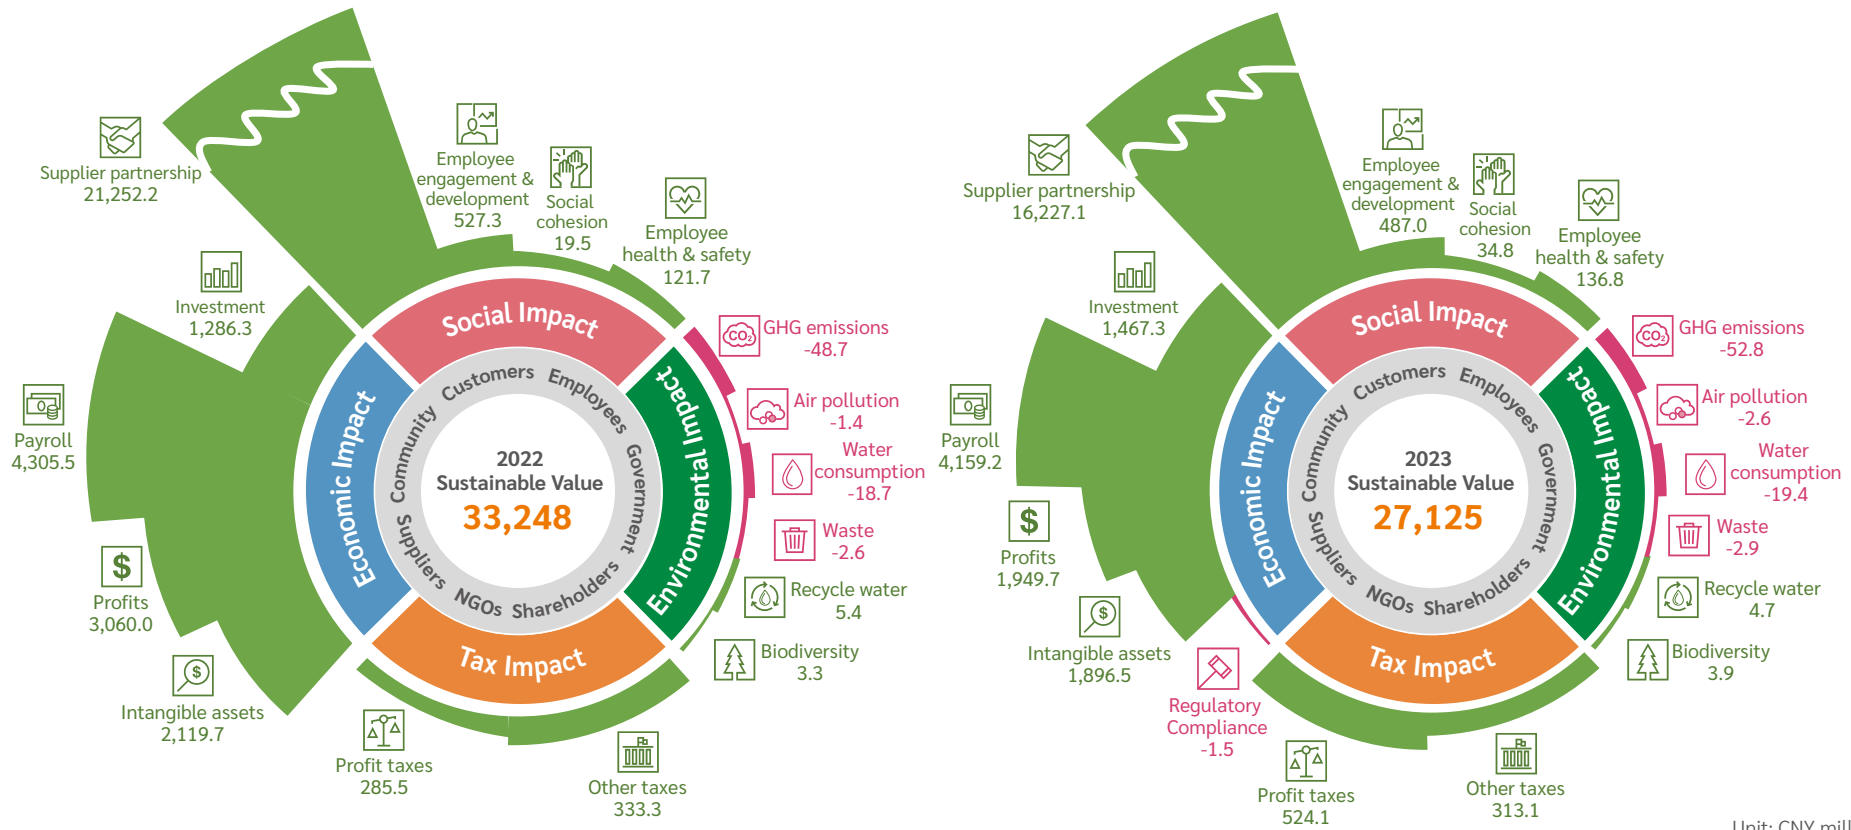 Supplier partnership
21,252.2
Employee
engagement &
development
527.3
Social
cohesion
19.5
Employee
health & safety
121.7
Investment
1,286.3
Payroll
4,305.5
$
Profits
3,060.0
$
Intangible assets
2,119.7
Profit taxes
285.5
Other taxes
333.3
CO2
GHG emissions
-48.7
Air pollution
-1.4
Water
consumption
-18.7
Waste
-2.6
Recycle water
5.4
Biodiversity
3.3
Social Impact
Environmental Impact
Tax Impact
Economic Impact
Customers
Employees
Government
Shareholders
NGOs
Suppliers
Community
2022
Sustainable Value
33,248
Supplier partnership
16,227.1
Employee
engagement &
development
487.0
Social
cohesion
34.8
Employee
health & safety
136.8
Investment
1,467.3
Payroll
4,159.2
$
Profits
1,949.7
$
Intangible assets
1,896.5
Regulatory
Compliance
-1.5
Profit taxes
524.1
Other taxes
313.1
CO2
GHG emissions
-52.8
Air pollution
-2.6
Water
consumption
-19.4
Waste
-2.9
Recycle water
4.7
Biodiversity
3.9
Social Impact
Environmental Impact
Tax Impact
Economic Impact
Customers
Employees
Government
Shareholders
NGOs
Suppliers
Community
2023
Sustainable Value
27,125
Unit: CNY mill